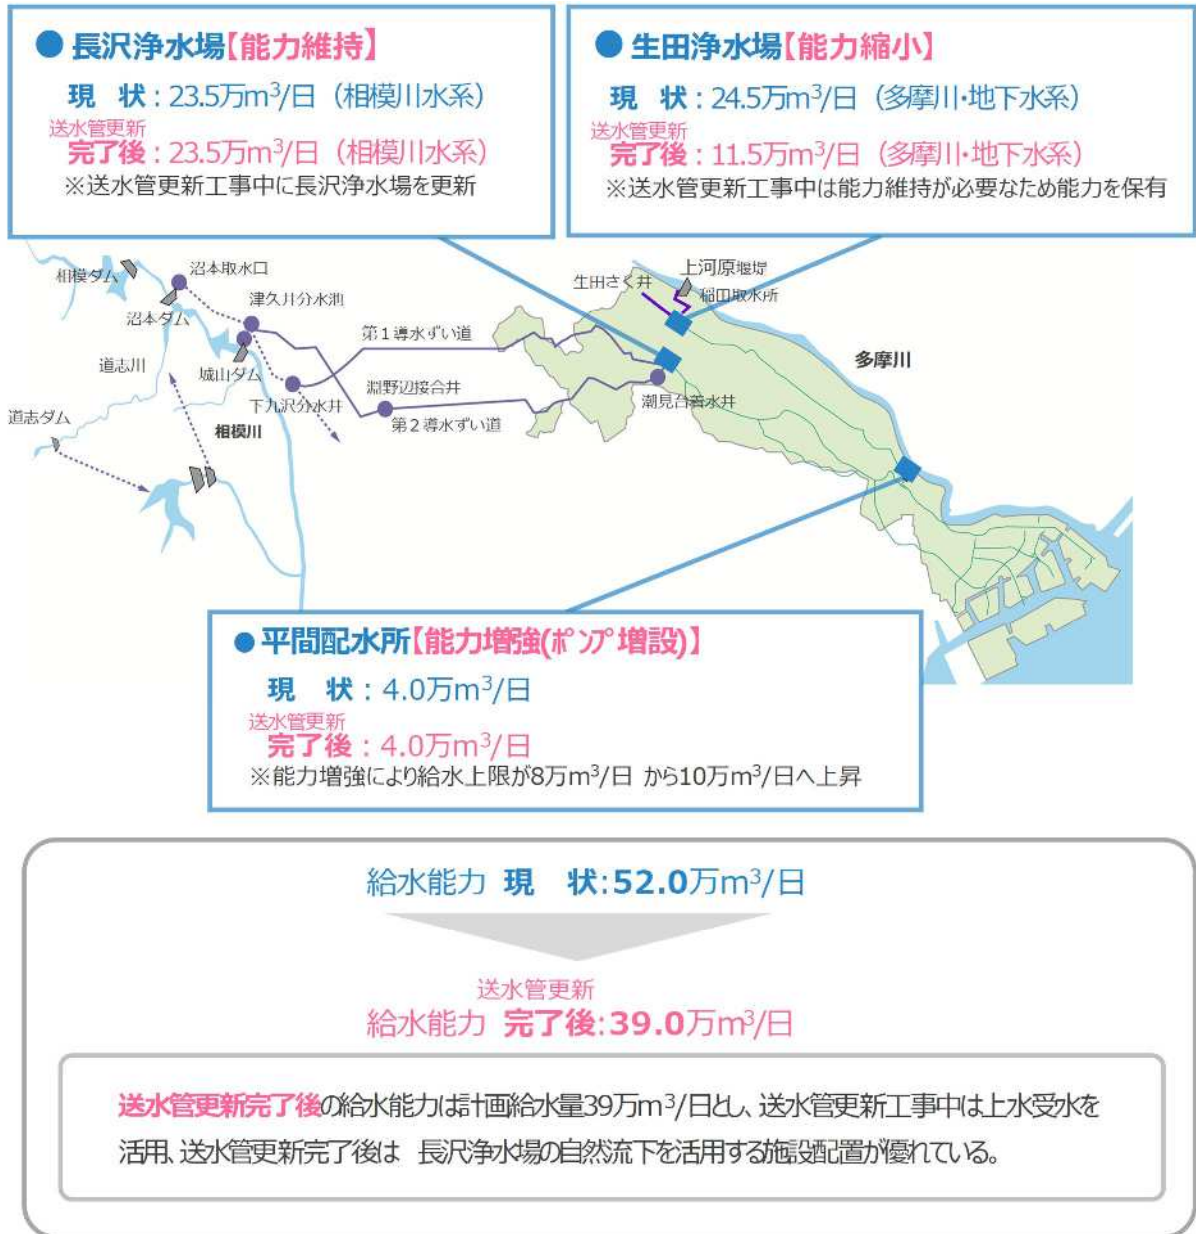 ● 長沢浄水場【能力維持】
現　状：23.5万m³/日（相模川水系）
送水管更新
完了後：23.5万m³/日（相模川水系）
※送水管更新工事中に長沢浄水場を更新
● 生田浄水場【能力縮小】
現　状：24.5万m³/日（多摩川・地下水系）
送水管更新
完了後：11.5万m³/日（多摩川・地下水系）
※送水管更新工事中は能力維持が必要なため能力を保有
相模ダム
沼本取水口
沼本ダム
津久井分水池
道志川
城山ダム
道志ダム
相模川
下九沢分水井
第１導水ずい道
淵野辺接合井
第２導水ずい道
生田さく井
上河原堰堤
稲田取水所
潮見台着水井
多摩川
● 平間配水所【能力増強(ポンプ増設)】
現　状：4.0万m³/日
送水管更新
完了後：4.0万m³/日
※能力増強により給水上限が8万m³/日 から10万m³/日へ上昇
給水能力 現　状:52.0万m³/日
送水管更新
給水能力 完了後:39.0万m³/日
送水管更新完了後の給水能力は計画給水量39万m³/日とし、送水管更新工事中は上水受水を
活用、送水管更新完了後は 長沢浄水場の自然流下を活用する施設配置が優れている。